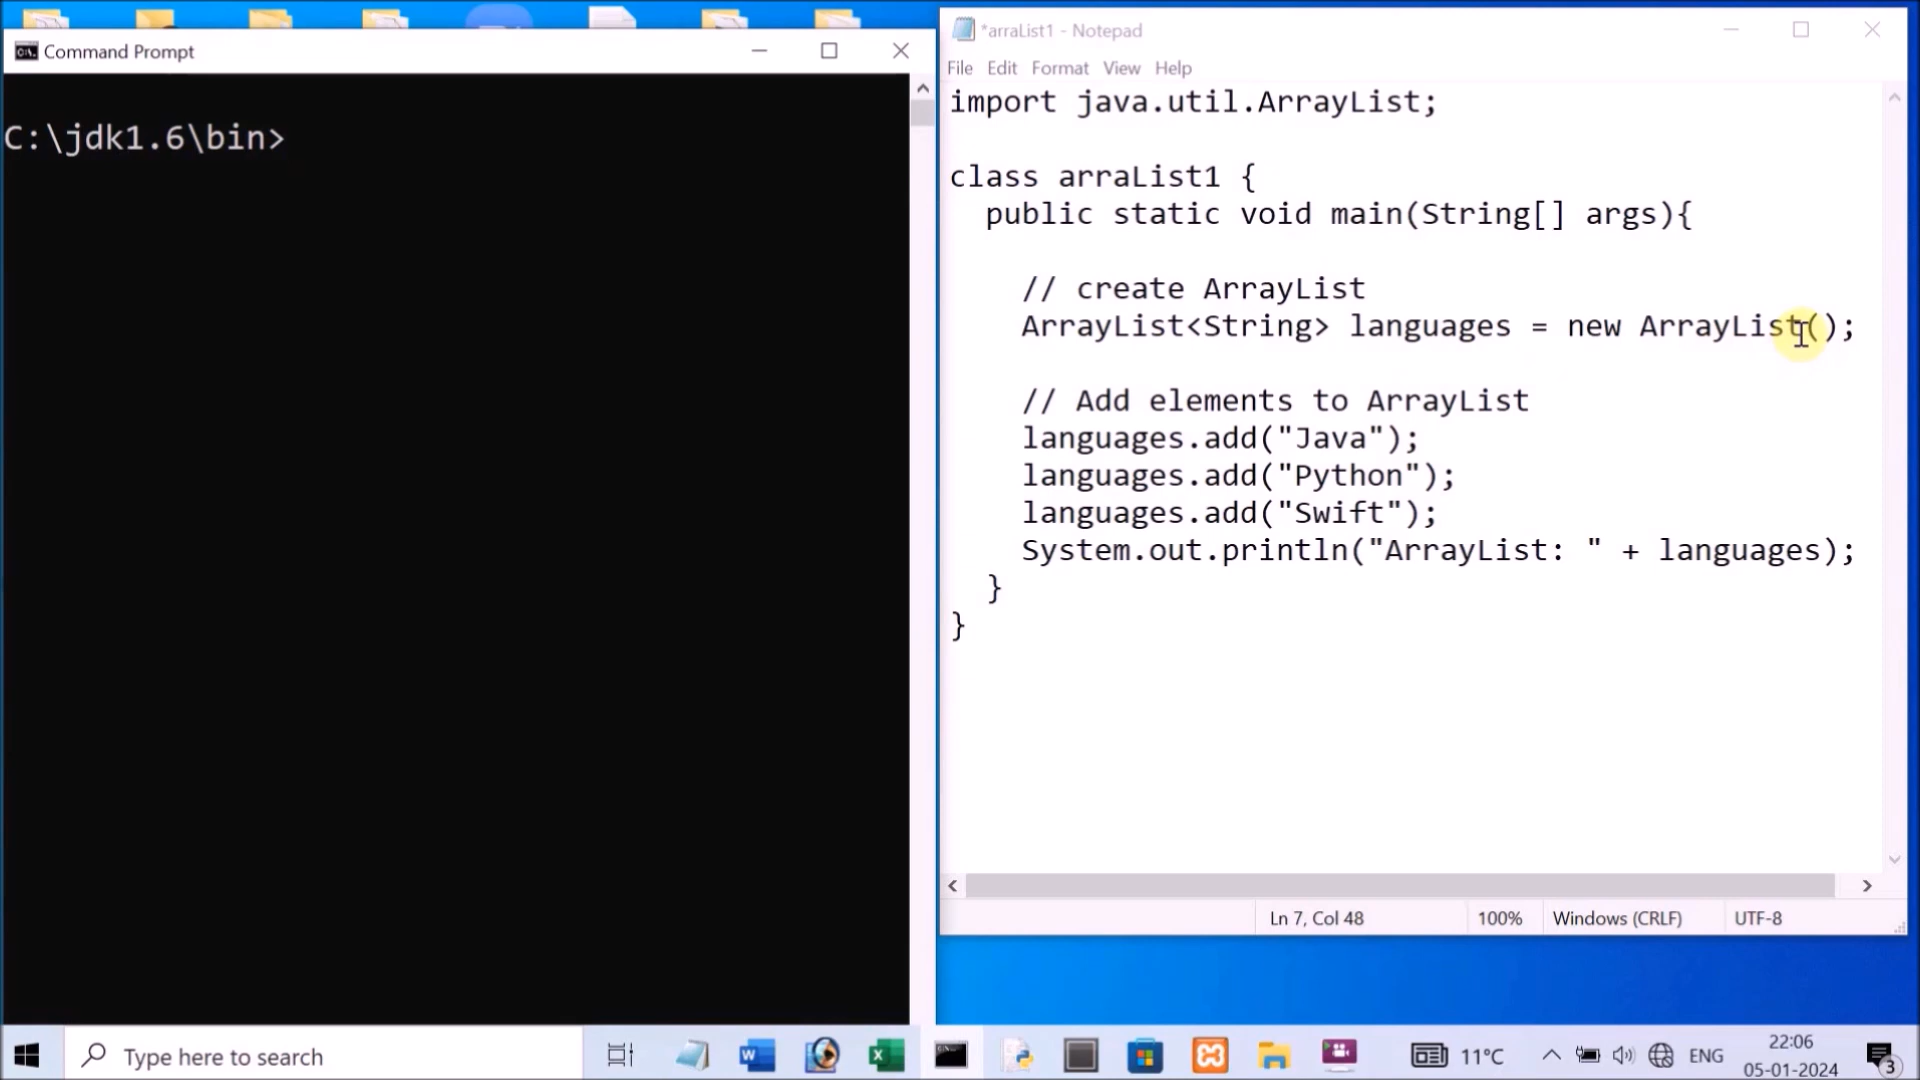 Command Prompt
C:\jdk1.6\bin>
*arraList1 - Notepad
File Edit Format View Help
import java.util.ArrayList;
class arraList1 {
public static void main(String[] args){
// create ArrayList
ArrayList<String> languages = new ArrayList();
// Add elements to ArrayList
languages.add("Java");
languages.add("Python");
languages.add("Swift");
System.out.println("ArrayList: " + languages);
}
}
Ln 7, Col 48
100%
Windows (CRLF)
UTF-8
Type here to search
11°C
ENG
22:06
05-01-2024
3